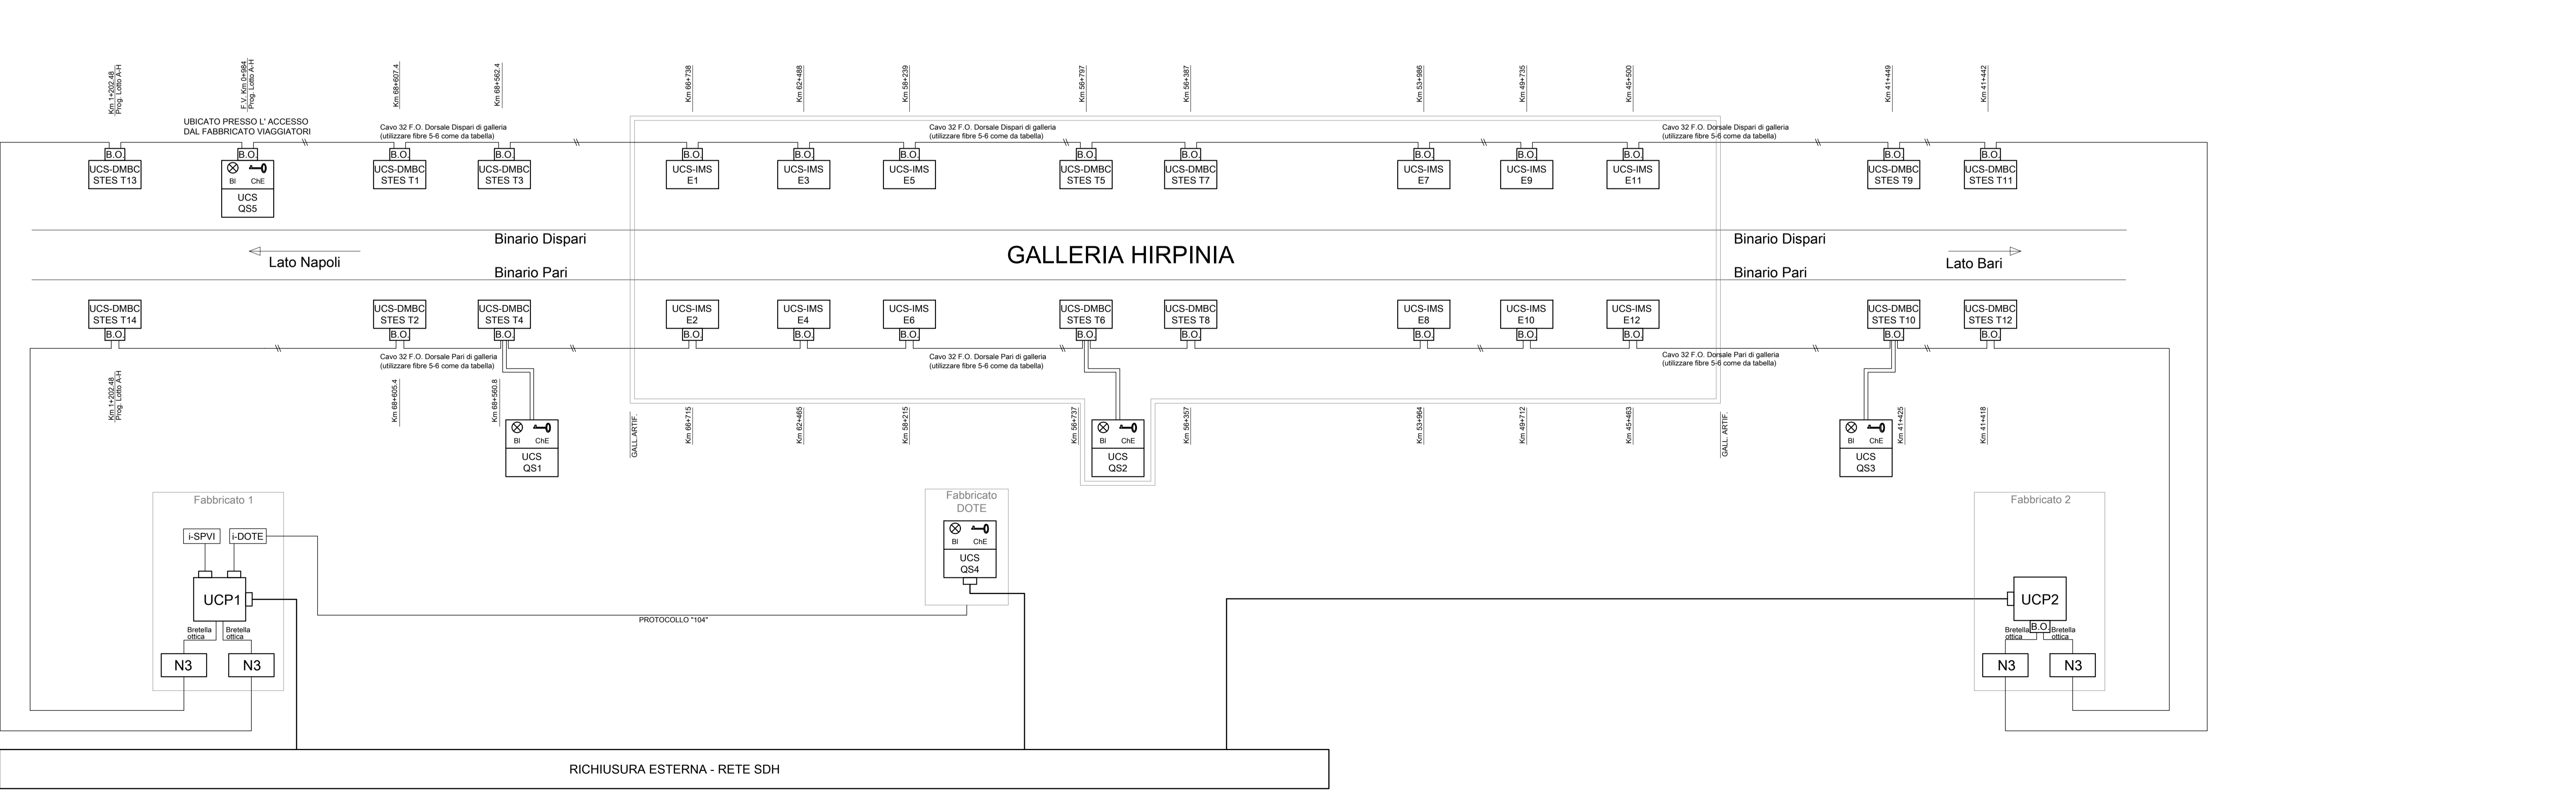 Km 1+202.48
Prog. Lotto A-H
F.V. Km 0+984
Prog. Lotto A-H
Km 68+607.4
Km 68+562.4
Km 66+738
Km 62+488
Km 58+239
Km 56+797
Km 56+387
Km 53+986
Km 49+735
Km 45+500
Km 41+449
Km 41+442
UBICATO PRESSO L' ACCESSO
DAL FABBRICATO VIAGGIATORI
Cavo 32 F.O. Dorsale Dispari di galleria
(utilizzare fibre 5-6 come da tabella)
Cavo 32 F.O. Dorsale Dispari di galleria
(utilizzare fibre 5-6 come da tabella)
Cavo 32 F.O. Dorsale Dispari di galleria
(utilizzare fibre 5-6 come da tabella)
B.O.
UCS-DMBC
STES T13
B.O.
BI ChE
UCS
QS5
B.O.
UCS-DMBC
STES T1
B.O.
UCS-DMBC
STES T3
B.O.
UCS-IMS
E1
B.O.
UCS-IMS
E3
B.O.
UCS-IMS
E5
B.O.
UCS-DMBC
STES T5
B.O.
UCS-DMBC
STES T7
B.O.
UCS-IMS
E7
B.O.
UCS-IMS
E9
B.O.
UCS-IMS
E11
B.O.
UCS-DMBC
STES T9
B.O.
UCS-DMBC
STES T11
Binario Dispari
Binario Dispari
GALLERIA HIRPINIA
Lato Napoli
Lato Bari
Binario Pari
Binario Pari
UCS-DMBC
STES T14
B.O.
UCS-DMBC
STES T2
B.O.
UCS-DMBC
STES T4
B.O.
UCS-IMS
E2
B.O.
UCS-IMS
E4
B.O.
UCS-IMS
E6
B.O.
UCS-DMBC
STES T6
B.O.
UCS-DMBC
STES T8
B.O.
UCS-IMS
E8
B.O.
UCS-IMS
E10
B.O.
UCS-IMS
E12
B.O.
UCS-DMBC
STES T10
B.O.
UCS-DMBC
STES T12
B.O.
Cavo 32 F.O. Dorsale Pari di galleria
(utilizzare fibre 5-6 come da tabella)
Cavo 32 F.O. Dorsale Pari di galleria
(utilizzare fibre 5-6 come da tabella)
Cavo 32 F.O. Dorsale Pari di galleria
(utilizzare fibre 5-6 come da tabella)
Km 1+202.48
Prog. Lotto A-H
Km 68+605.4
Km 68+560.8
GALL.ARTIF.
Km 66+715
Km 62+465
Km 58+215
Km 56+737
Km 56+357
Km 53+964
Km 49+712
Km 45+463
GALL. ARTIF.
Km 41+425
Km 41+418
BI ChE
UCS
QS1
BI ChE
UCS
QS2
BI ChE
UCS
QS3
Fabbricato 1
i-SPVI
i-DOTE
UCP1
Bretella
ottica
Bretella
ottica
N3
N3
Fabbricato
DOTE
BI ChE
UCS
QS4
PROTOCOLLO "104"
Fabbricato 2
UCP2
B.O.
Bretella
ottica
Bretella
ottica
N3
N3
RICHIUSURA ESTERNA - RETE SDH